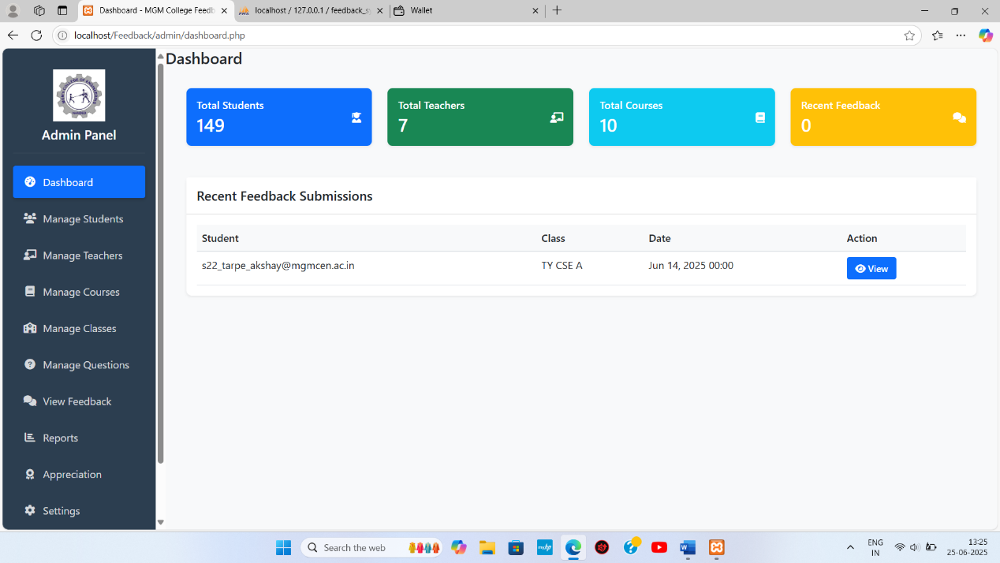 Dashboard - MGM College Feedb
localhost / 127.0.0.1 / feedback_sy
Wallet
localhost/Feedback/admin/dashboard.php
Admin Panel
Dashboard
Manage Students
Manage Teachers
Manage Courses
Manage Classes
Manage Questions
View Feedback
Reports
Appreciation
Settings
Dashboard
Total Students
149
Total Teachers
7
Total Courses
10
Recent Feedback
0
Recent Feedback Submissions
Student Class Date Action
s22_tarpe_akshay@mgmcen.ac.in TY CSE A Jun 14, 2025 00:00 View
Search the web
ENG
IN
13:25
25-06-2025